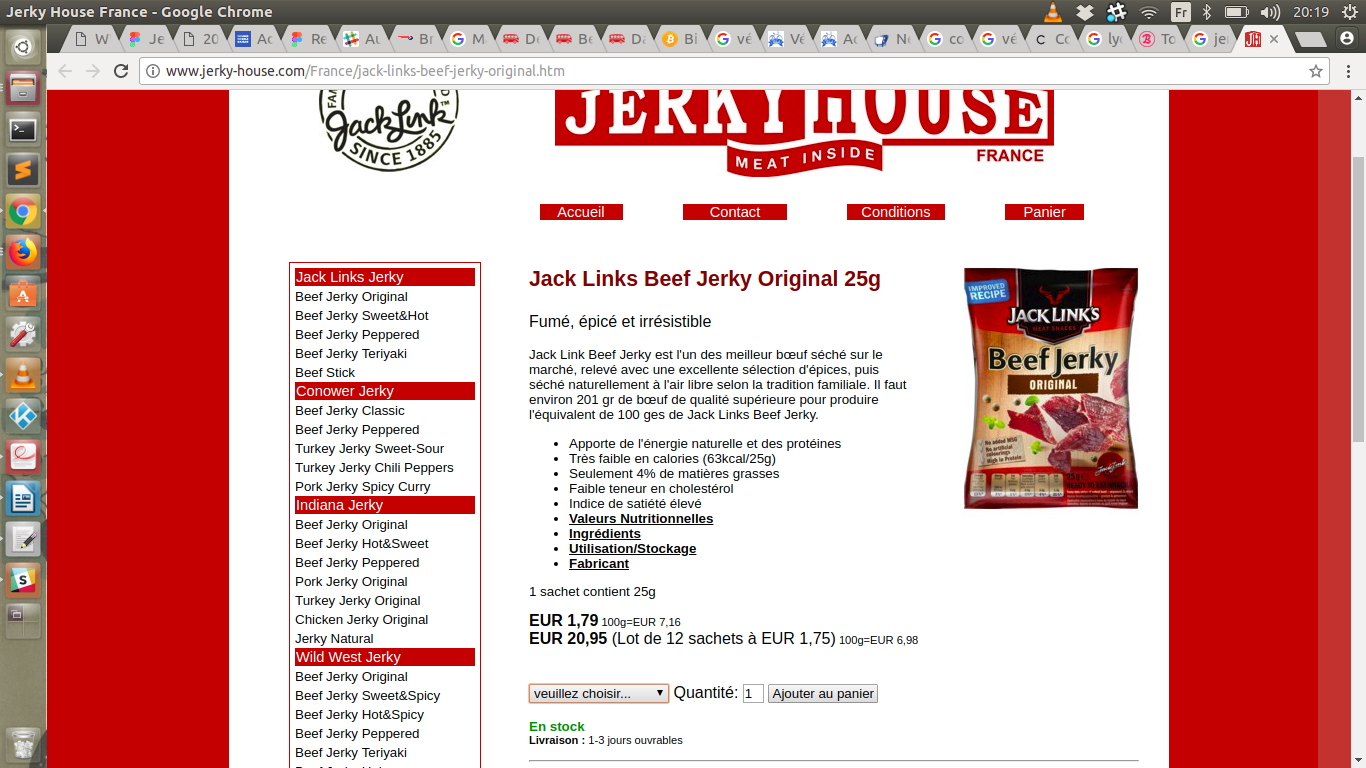 Jerky House France - Google Chrome
Fr
20:19
W
Je
20
Ac
Re
Au
Br
M
De
Be
Da
Bi
vé
Vé
Ac
Ne
co
vé
Co
lyc
To
jer
www.jerky-house.com/France/jack-links-beef-jerky-original.htm
Jack Link
SINCE 1885
JERKY HOUSE
MEAT INSIDE
FRANCE
Accueil
Contact
Conditions
Panier
Jack Links Jerky
Beef Jerky Original
Beef Jerky Sweet&Hot
Beef Jerky Peppered
Beef Jerky Teriyaki
Beef Stick
Conower Jerky
Beef Jerky Classic
Beef Jerky Peppered
Turkey Jerky Sweet-Sour
Turkey Jerky Chili Peppers
Pork Jerky Spicy Curry
Indiana Jerky
Beef Jerky Original
Beef Jerky Hot&Sweet
Beef Jerky Peppered
Pork Jerky Original
Turkey Jerky Original
Chicken Jerky Original
Jerky Natural
Wild West Jerky
Beef Jerky Original
Beef Jerky Sweet&Spicy
Beef Jerky Hot&Spicy
Beef Jerky Peppered
Beef Jerky Teriyaki
Jack Links Beef Jerky Original 25g
Fumé, épicé et irrésistible
Jack Link Beef Jerky est l'un des meilleur bœuf séché sur le
marché, relevé avec une excellente sélection d'épices, puis
séché naturellement à l'air libre selon la tradition familiale. Il faut
environ 201 gr de bœuf de qualité supérieure pour produire
l'équivalent de 100 ges de Jack Links Beef Jerky.
Apporte de l'énergie naturelle et des protéines
Très faible en calories (63kcal/25g)
Seulement 4% de matières grasses
Faible teneur en cholestérol
Indice de satiété élevé
Valeurs Nutritionnelles
Ingrédients
Utilisation/Stockage
Fabricant
1 sachet contient 25g
EUR 1,79 100g=EUR 7,16
EUR 20,95 (Lot de 12 sachets à EUR 1,75) 100g=EUR 6,98
veuillez choisir...
Quantité: 1 Ajouter au panier
En stock
Livraison : 1-3 jours ouvrables
IMPROVED
RECIPE
JACK LINK'S
MEAT SNACKS
Beef Jerky
ORIGINAL
No added MSG
No artificial
colourings
High in Protein